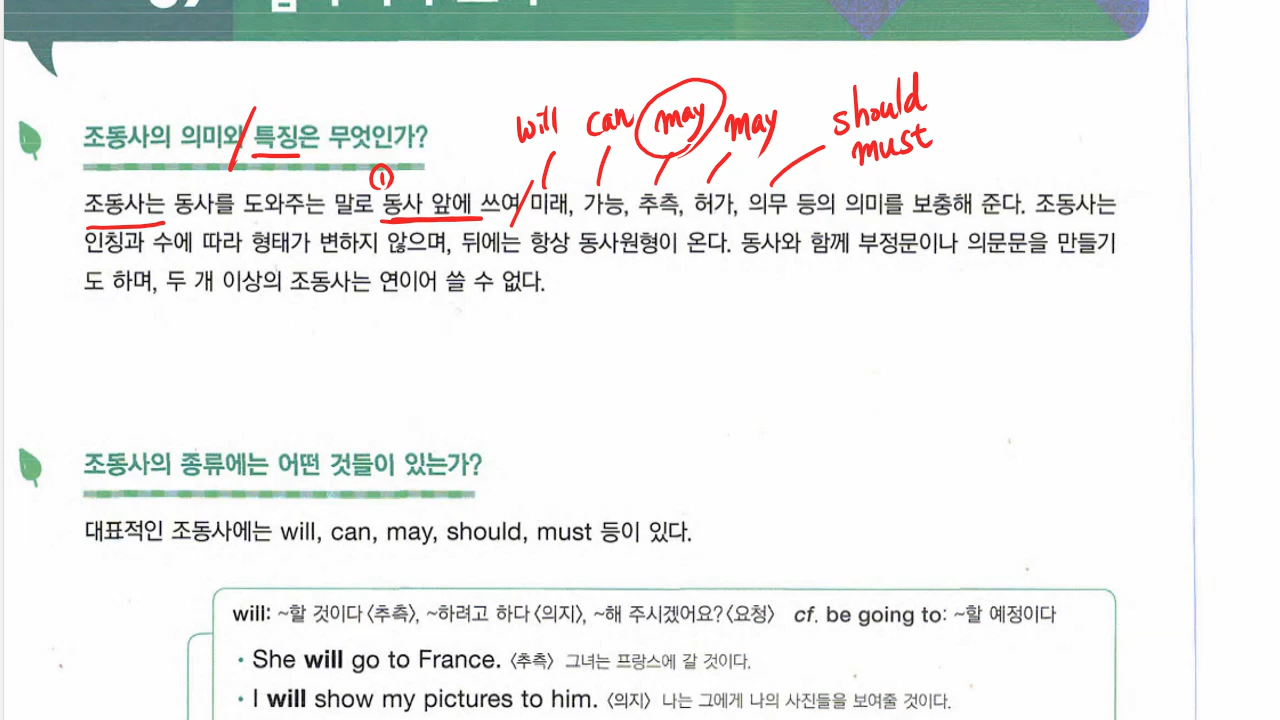 조동사의 의미와 특징은 무엇인가?
will can may may should
must
①
조동사는 동사를 도와주는 말로 동사 앞에 쓰여 미래, 가능, 추측, 허가, 의무 등의 의미를 보충해 준다. 조동사는
인칭과 수에 따라 형태가 변하지 않으며, 뒤에는 항상 동사원형이 온다. 동사와 함께 부정문이나 의문문을 만들기
도 하며, 두 개 이상의 조동사는 연이어 쓸 수 없다.
조동사의 종류에는 어떤 것들이 있는가?
대표적인 조동사에는 will, can, may, should, must 등이 있다.
will: ~할 것이다〈추측〉, ~하려고 하다〈의지〉, ~해 주시겠어요?〈요청〉 cf. be going to: ~할 예정이다
• She will go to France. 〈추측〉 그녀는 프랑스에 갈 것이다.
• I will show my pictures to him. 〈의지〉 나는 그에게 나의 사진들을 보여줄 것이다.